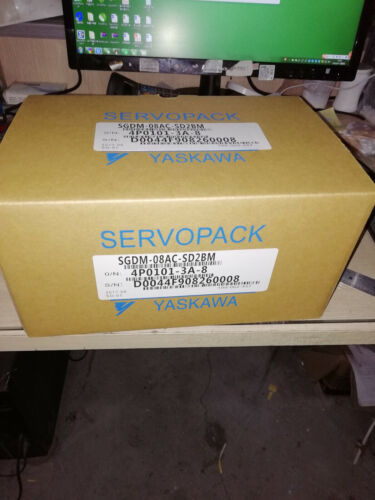 SERVOPACK
SGDM-08AC-SD2BM
O/N: 4P0101-3A-8
S/N: D0044F908260008
YASKAWA
SERVOPACK
SGDM-08AC-SD2BM
O/N: 4P0101-3A-8
S/N: D0044F908260008
YASKAWA